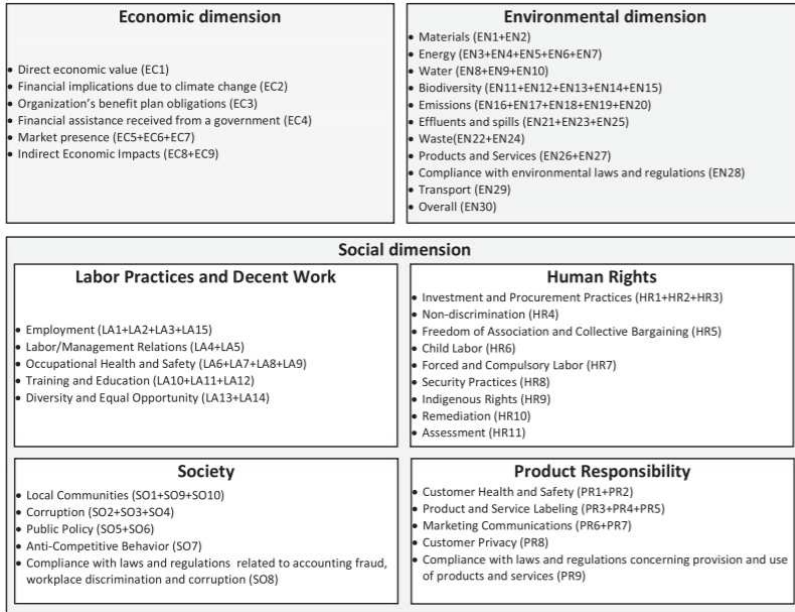 Economic dimension
• Direct economic value (EC1)
• Financial implications due to climate change (EC2)
• Organization's benefit plan obligations (EC3)
• Financial assistance received from a government (EC4)
• Market presence (EC5+EC6+EC7)
• Indirect Economic Impacts (EC8+EC9)
Environmental dimension
• Materials (EN1+EN2)
• Energy (EN3+EN4+EN5+EN6+EN7)
• Water (EN8+EN9+EN10)
• Biodiversity (EN11+EN12+EN13+EN14+EN15)
• Emissions (EN16+EN17+EN18+EN19+EN20)
• Effluents and spills (EN21+EN23+EN25)
• Waste(EN22+EN24)
• Products and Services (EN26+EN27)
• Compliance with environmental laws and regulations (EN28)
• Transport (EN29)
• Overall (EN30)
Social dimension
Labor Practices and Decent Work
• Employment (LA1+LA2+LA3+LA15)
• Labor/Management Relations (LA4+LA5)
• Occupational Health and Safety (LA6+LA7+LA8+LA9)
• Training and Education (LA10+LA11+LA12)
• Diversity and Equal Opportunity (LA13+LA14)
Human Rights
• Investment and Procurement Practices (HR1+HR2+HR3)
• Non-discrimination (HR4)
• Freedom of Association and Collective Bargaining (HR5)
• Child Labor (HR6)
• Forced and Compulsory Labor (HR7)
• Security Practices (HR8)
• Indigenous Rights (HR9)
• Remediation (HR10)
• Assessment (HR11)
Society
• Local Communities (SO1+SO9+SO10)
• Corruption (SO2+SO3+SO4)
• Public Policy (SO5+SO6)
• Anti-Competitive Behavior (SO7)
• Compliance with laws and regulations related to accounting fraud,
workplace discrimination and corruption (SO8)
Product Responsibility
• Customer Health and Safety (PR1+PR2)
• Product and Service Labeling (PR3+PR4+PR5)
• Marketing Communications (PR6+PR7)
• Customer Privacy (PR8)
• Compliance with laws and regulations concerning provision and use
of products and services (PR9)